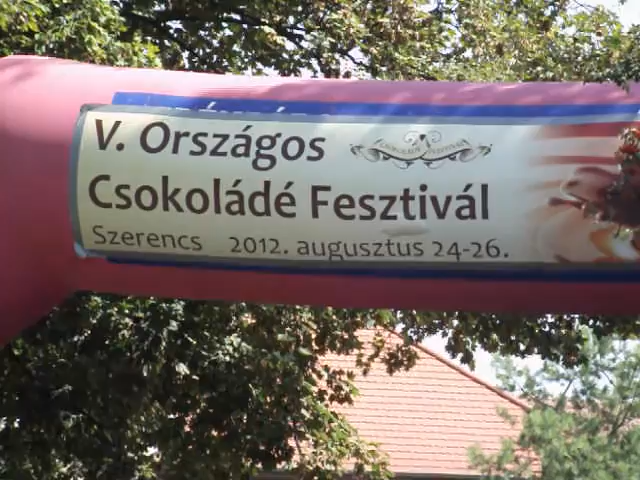 V. Országos
Csokoládé Fesztivál
Szerencs 2012. augusztus 24-26.